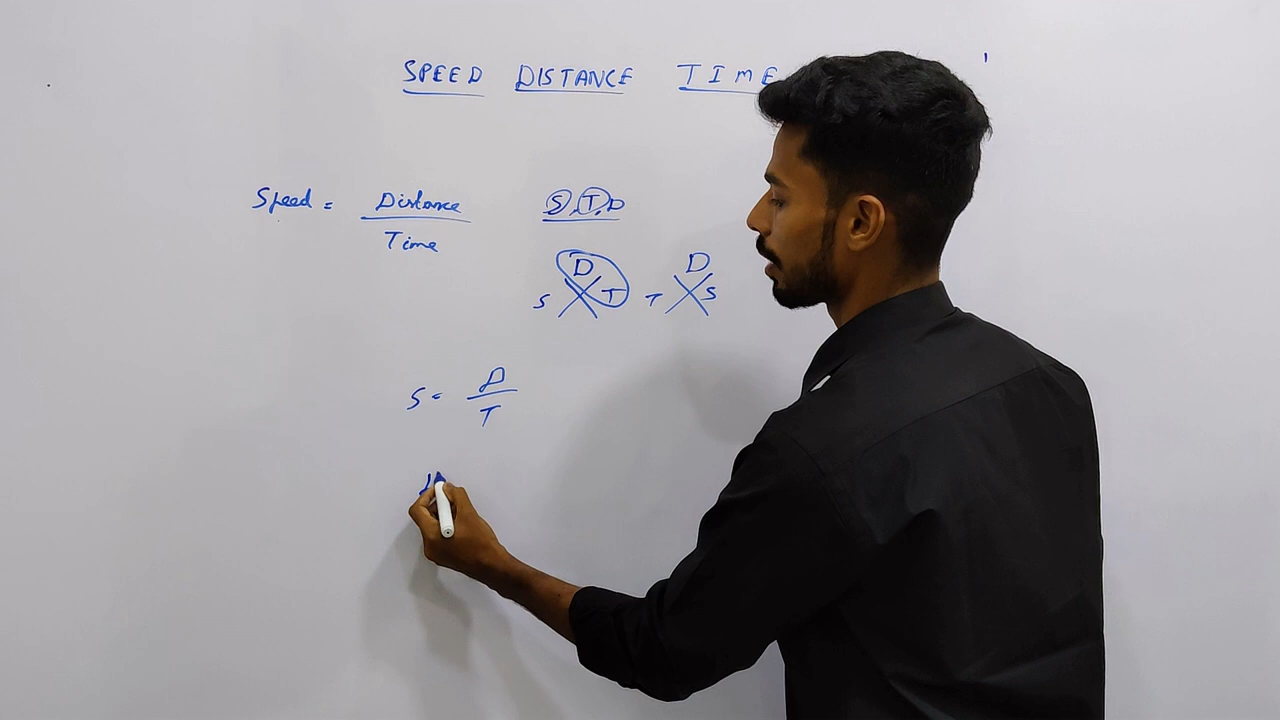 SPEED DISTANCE TIME
Speed = Distance
Time
S, T, D
D
S T
D
T S
S = D
T